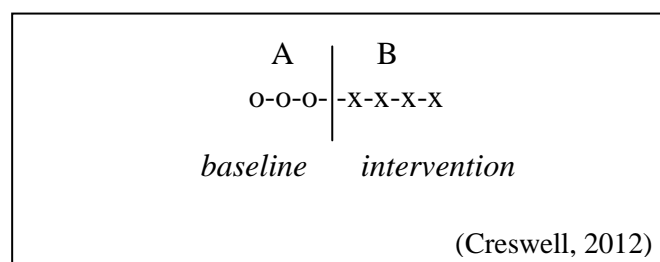 A B
o-o-o- -x-x-x-x
baseline intervention
(Creswell, 2012)